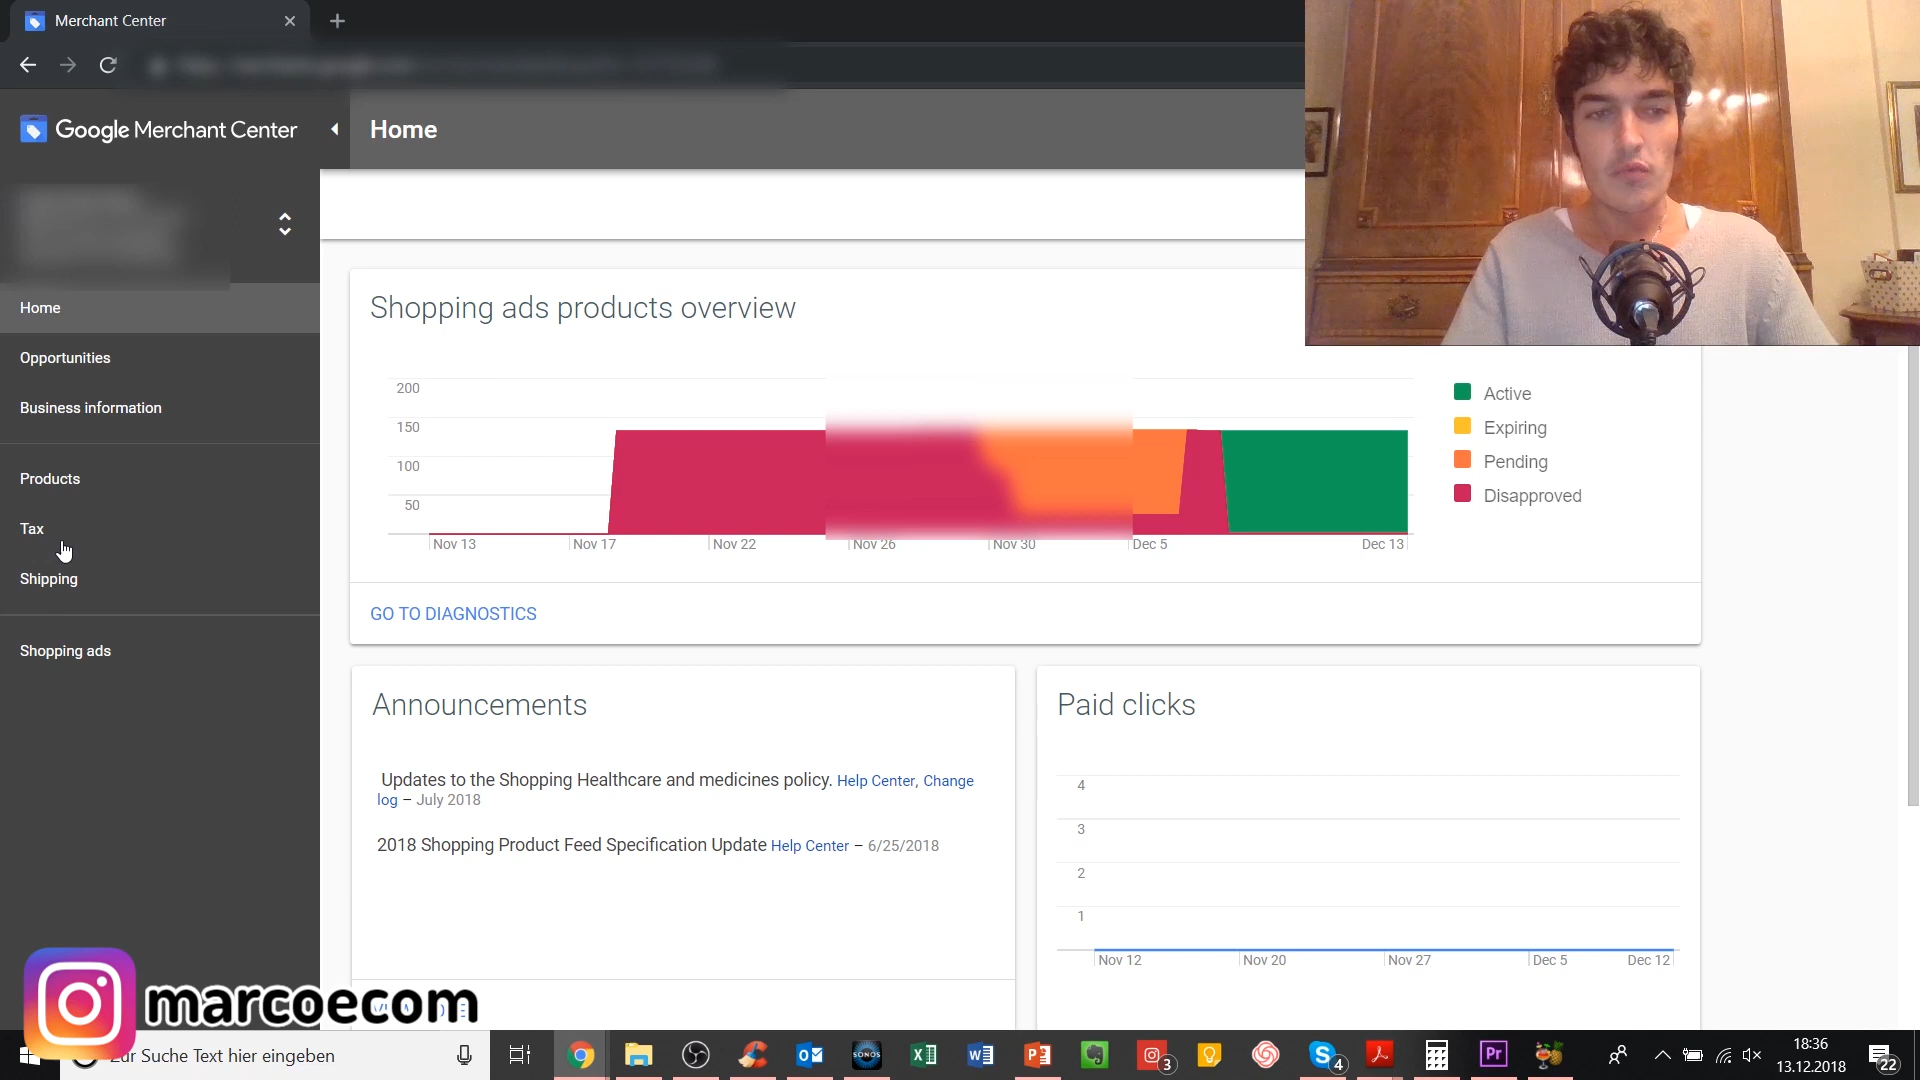 Merchant Center
Google Merchant Center
Home
Home
Opportunities
Business information
Products
Tax
Shipping
Shopping ads
Shopping ads products overview
200
150
100
50
Nov 13
Nov 17
Nov 22
Nov 26
Nov 30
Dec 5
Dec 13
Active
Expiring
Pending
Disapproved
GO TO DIAGNOSTICS
Announcements
Updates to the Shopping Healthcare and medicines policy. Help Center, Change
log – July 2018
2018 Shopping Product Feed Specification Update Help Center – 6/25/2018
Paid clicks
4
3
2
1
Nov 12
Nov 20
Nov 27
Dec 5
Dec 12
marcoecom
Zur Suche Text hier eingeben
SONOS
3
4
Pr
18:36
13.12.2018
22